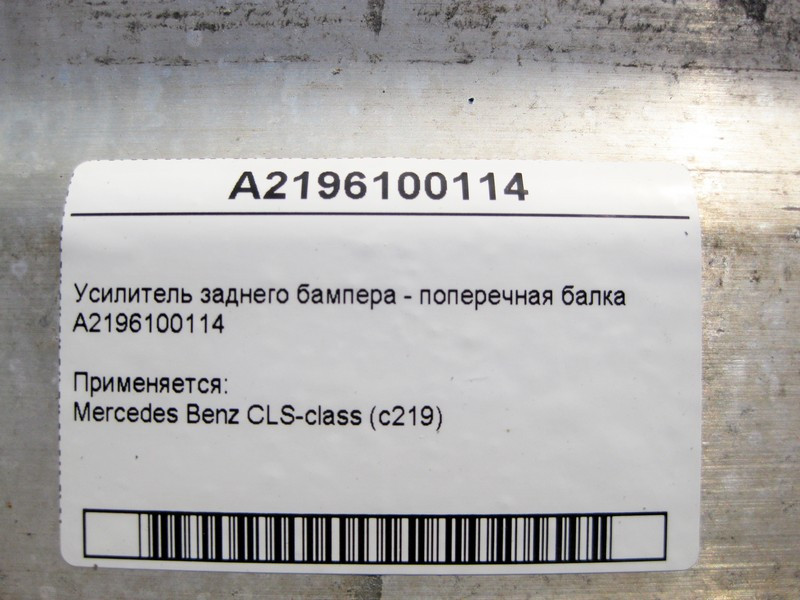 A2196100114
Усилитель заднего бампера - поперечная балка
A2196100114
Применяется:
Mercedes Benz CLS-class (c219)